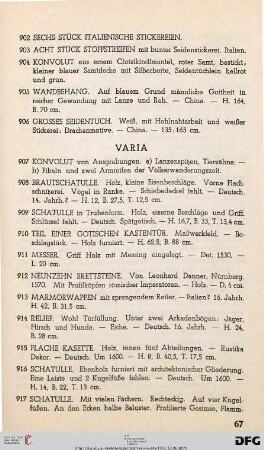 902 SECHS STÜCK ITALIENISCHE STICKEREIEN.
903 ACHT STÜCK STOFFSTREIFEN mit bunter Seidenstickerei. Italien.
904 KONVOLUT aus einem Christkindlmantel, roter Samt, bestickt, kleiner blauer Samtdecke mit Silberborte, Seidentüchlein hellrot und grün.
905 WANDBEHANG. Auf blauem Grund männliche Gottheit in reicher Gewandung mit Lanze und Reh. — China. — H. 164, B. 70 cm.
906 GROSSES SEIDENTUCH. Weiß, mit Hohlnahtarbeit und weißer Stickerei: Drachenmotive. — China. — 135:163 cm.
VARIA
907 KONVOLUT von Ausgrabungen. a) Lanzenspitzen, Tierzähne. — b) Fibeln und zwei Armreifen der Völkerwanderungszeit.
908 BRAUTSCHATULLE. Holz, kleine Eisenbeschläge. Vorne Flachschnitzerei. Vogel in Ranke. — Schiebedeckel fehlt. — Deutsch, 14. Jahrh.? — H. 12, B. 27,5, T. 12,5 cm.
909 SCHATULLE in Truhenform. Holz, eiserne Beschläge und Griff. Schlüssel fehlt. — Deutsch. Spätgotisch. — H. 16,7, B. 33, T. 13,4 cm.
910 TEIL EINER GOTISCHEN KASTENTÜR. Maßwerkfeld. — Beschlagstück. — Holz furniert. — H. 62,5, B. 88 cm.
911 MESSER. Griff Holz mit Messing eingelegt. — Dat. 1530. — L. 20 cm.
912 NEUNZEHN BRETTSTEINE. Von Leonhard Danner, Nürnberg. 1570. Mit Profilköpfen römischer Imperatoren. — Holz. — D. 4 cm.
913 MARMORWAPPEN mit sprengendem Reiter. — Italien? 16. Jahrh. H. 42, B. 31,5 cm.
914 RELIEF. Wohl Türfüllung. Unter zwei Arkadenbögen: Jäger, Hirsch und Hunde. — Eiche. — Deutsch. 16. Jahrh. — H. 24, B. 28 cm.
915 FLACHE KASETTE. Holz, innen fünf Abteilungen. — Rustika Dekor. — Deutsch. Um 1600. — H. 8, B. 40,5, T. 17,5 cm.
916 SCHATULLE. Ebenholz furniert mit architektonischer Gliederung. Eine Leiste und 2 Kugelfüße fehlen. — Deutsch. Um 1600. — H. 14, B. 22, T. 13 cm.
917 SCHATULLE. Mit vielen Fächern. Rechteckig. Auf vier Kugelfüßen. An den Ecken halbe Baluster. Profilierte Gesimse, Flamm-
67